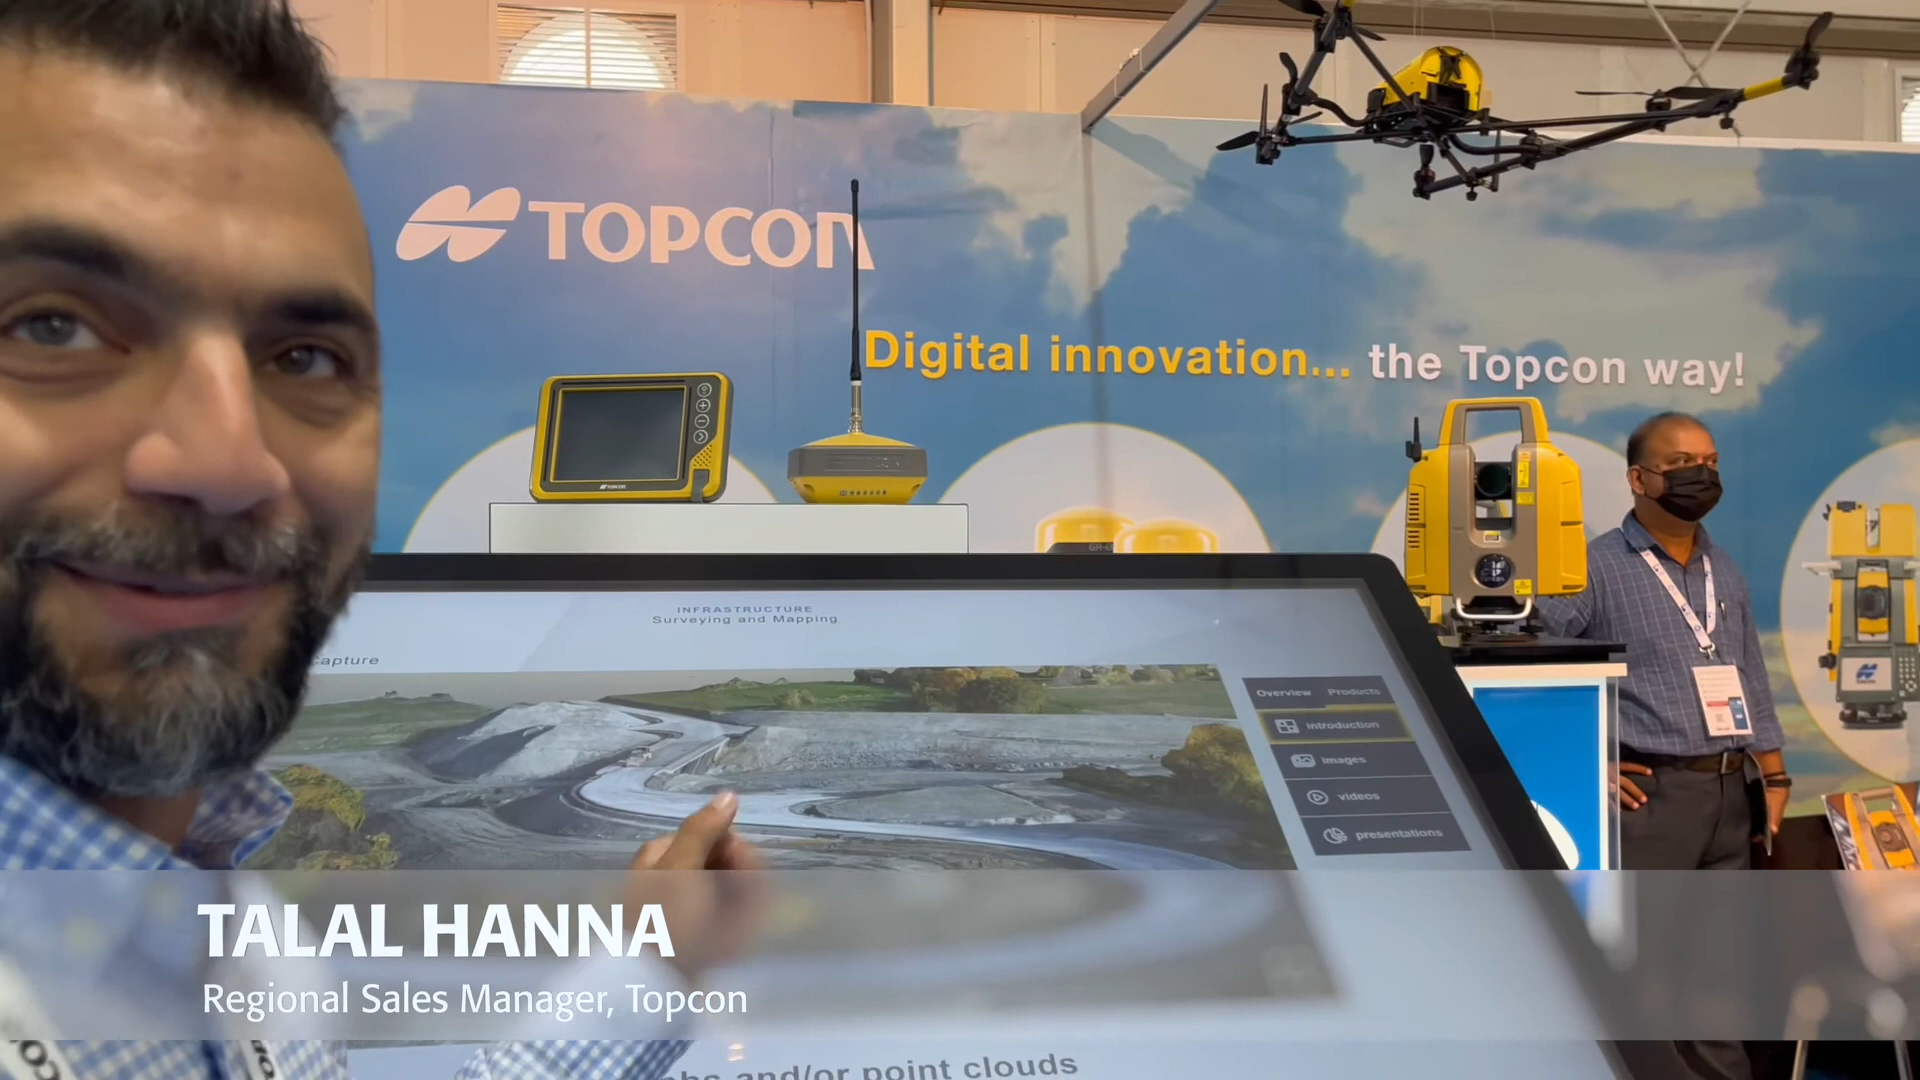 TOPCON
Digital innovation... the Topcon way!
TOPCON
INFRASTRUCTURE
Surveying and Mapping
Capture
Overview Products
introduction
images
videos
presentations
TALAL HANNA
Regional Sales Manager, Topcon
and/or point clouds